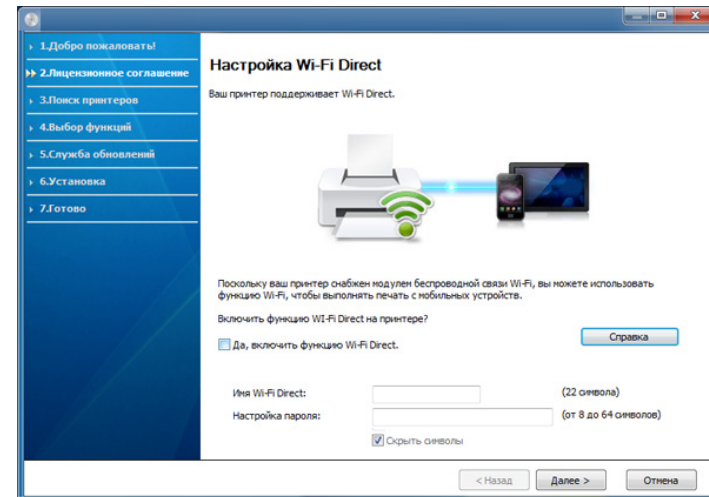 1.Добро пожаловать!
2.Лицензионное соглашение
3.Поиск принтеров
4.Выбор функций
5.Служба обновлений
6.Установка
7.Готово
Настройка Wi-Fi Direct
Ваш принтер поддерживает Wi-Fi Direct.
Поскольку ваш принтер снабжен модулем беспроводной связи Wi-Fi, вы можете использовать
функцию Wi-Fi, чтобы выполнять печать с мобильных устройств.
Включить функцию WI-Fi Direct на принтере?
Справка
Да, включить функцию Wi-Fi Direct.
Имя Wi-Fi Direct: (22 символа)
Настройка пароля: (от 8 до 64 символов)
Скрыть символы
< Назад Далее > Отмена